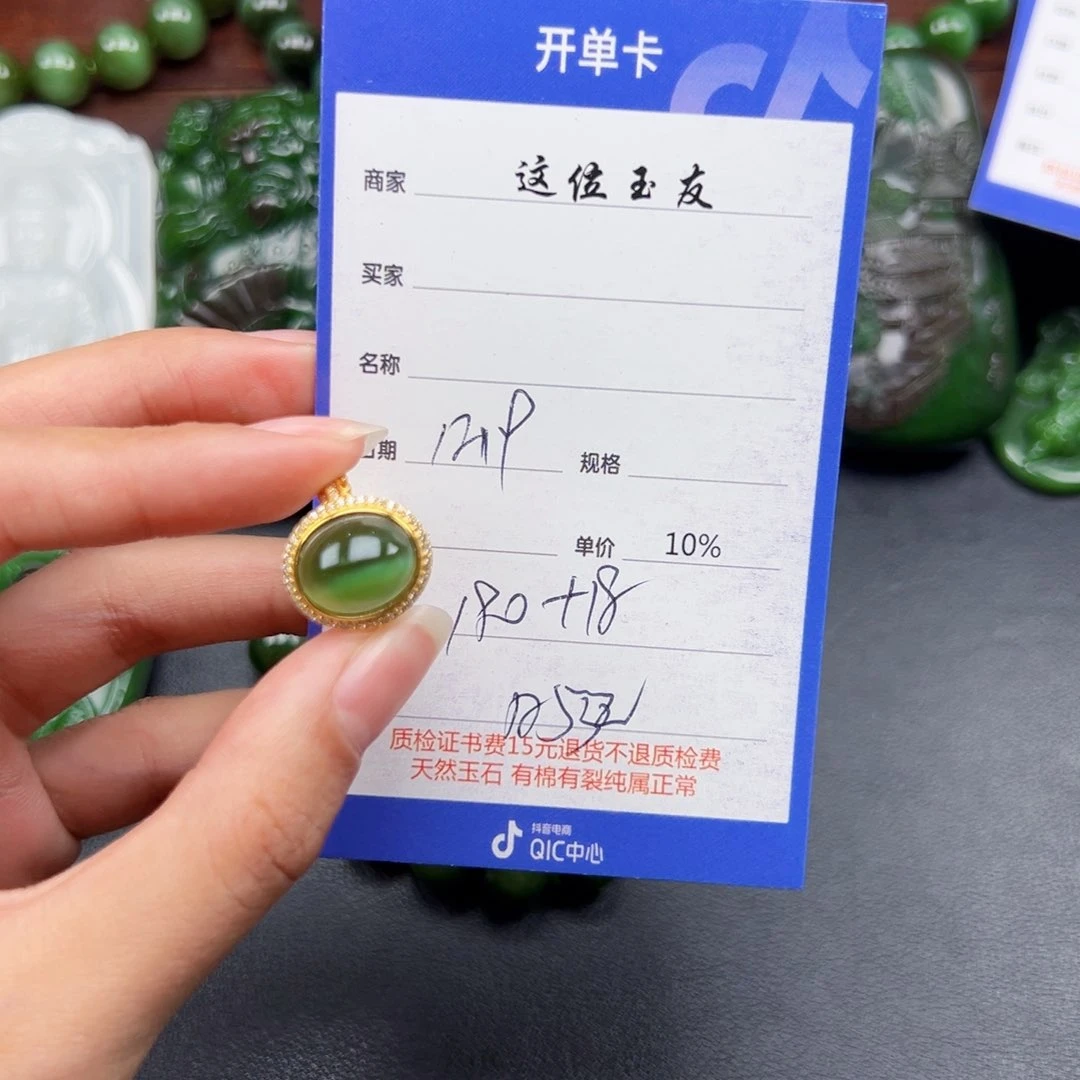 开单卡
商家 这位玉友
买家
名称
期 1219 规格
单价 10%
180+18
质检证书费15元退货不退质检费
天然玉石 有棉有裂纯属正常
抖音电商
QIC中心